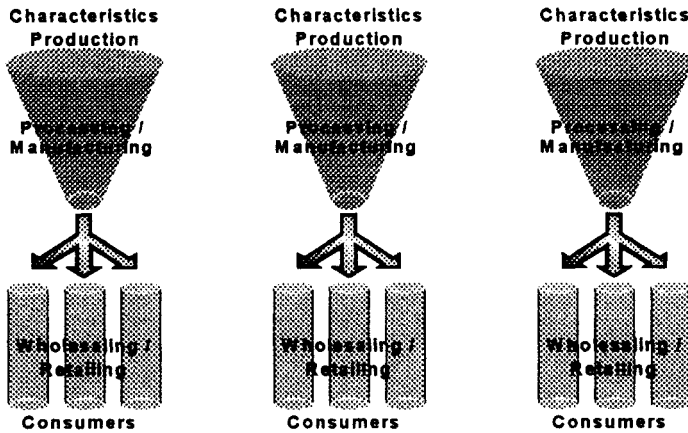 Characteristics Characteristics Characteristics
Production Production Production
Processing / Processing / Processing /
Manufacturing Manufacturing Manufacturing
Wholesaling / Wholesaling / Wholesaling /
Retailing Retailing Retailing
Consumers Consumers Consumers